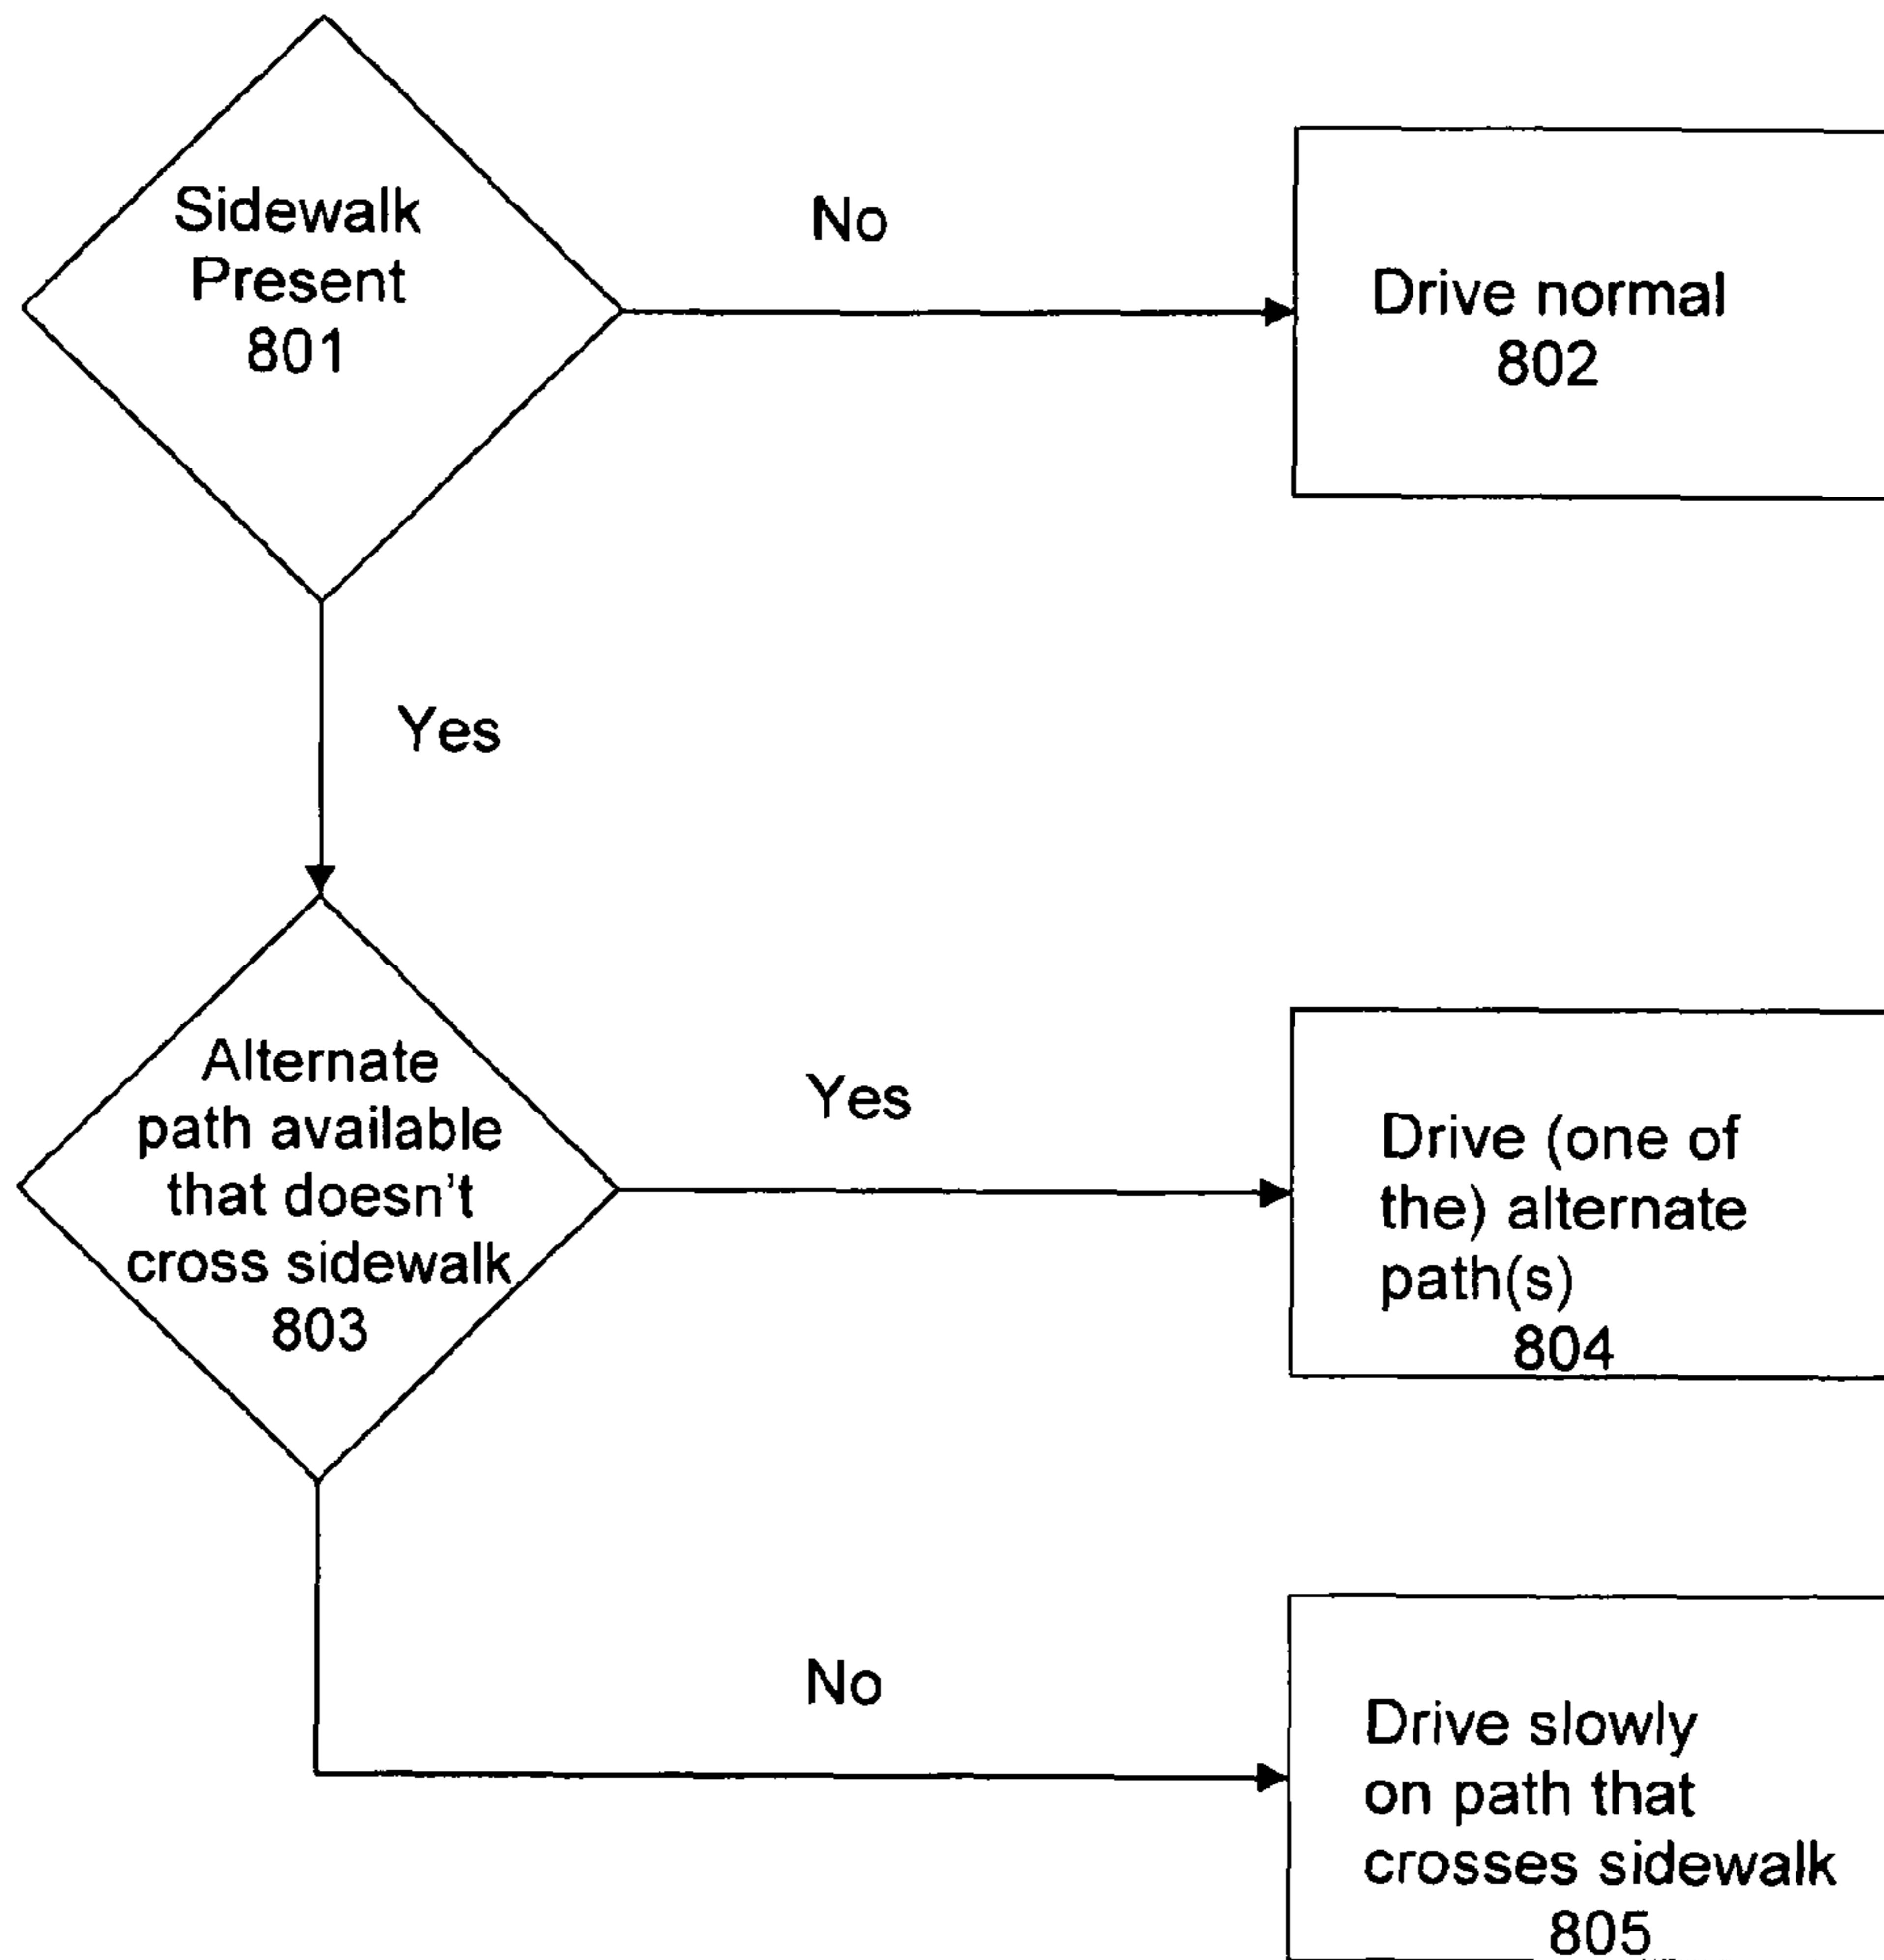 Sidewalk
Present
801
No
Drive normal
802
Yes
Alternate
path available
that doesn't
cross sidewalk
803
Yes
Drive (one of
the) alternate
path(s)
804
No
Drive slowly
on path that
crosses sidewalk
805